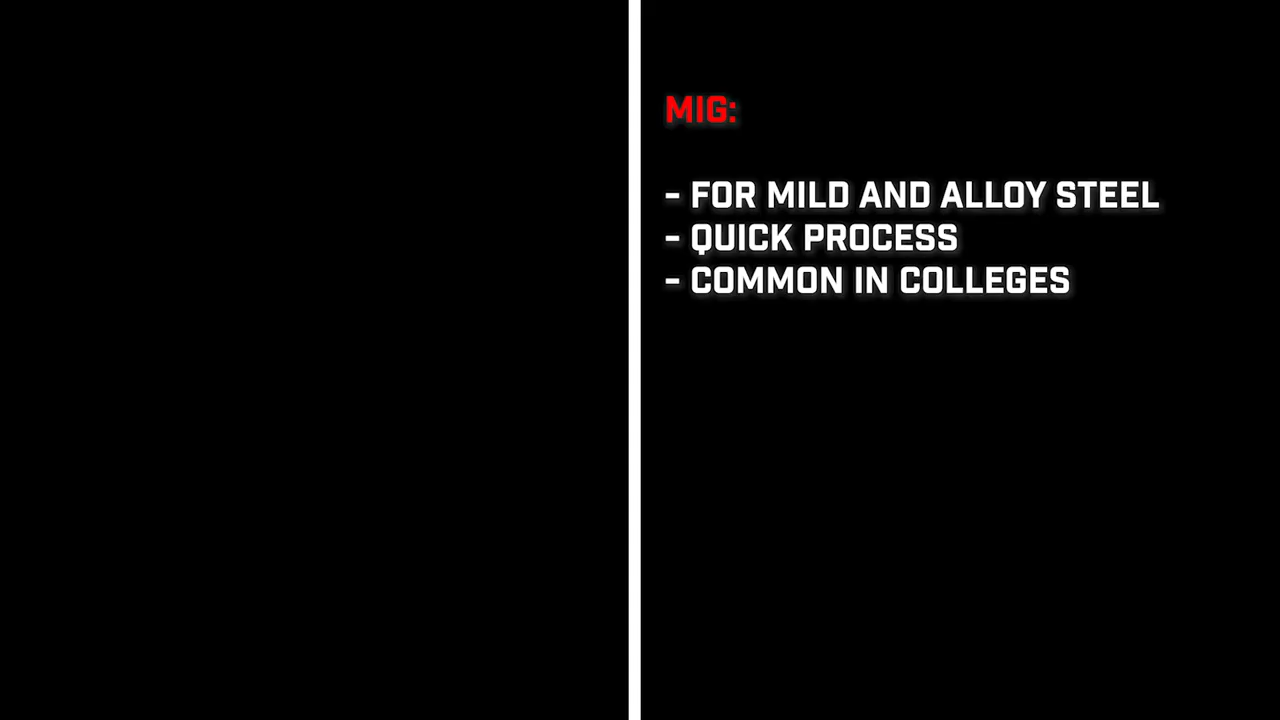 MIG:
- FOR MILD AND ALLOY STEEL
- QUICK PROCESS
- COMMON IN COLLEGES